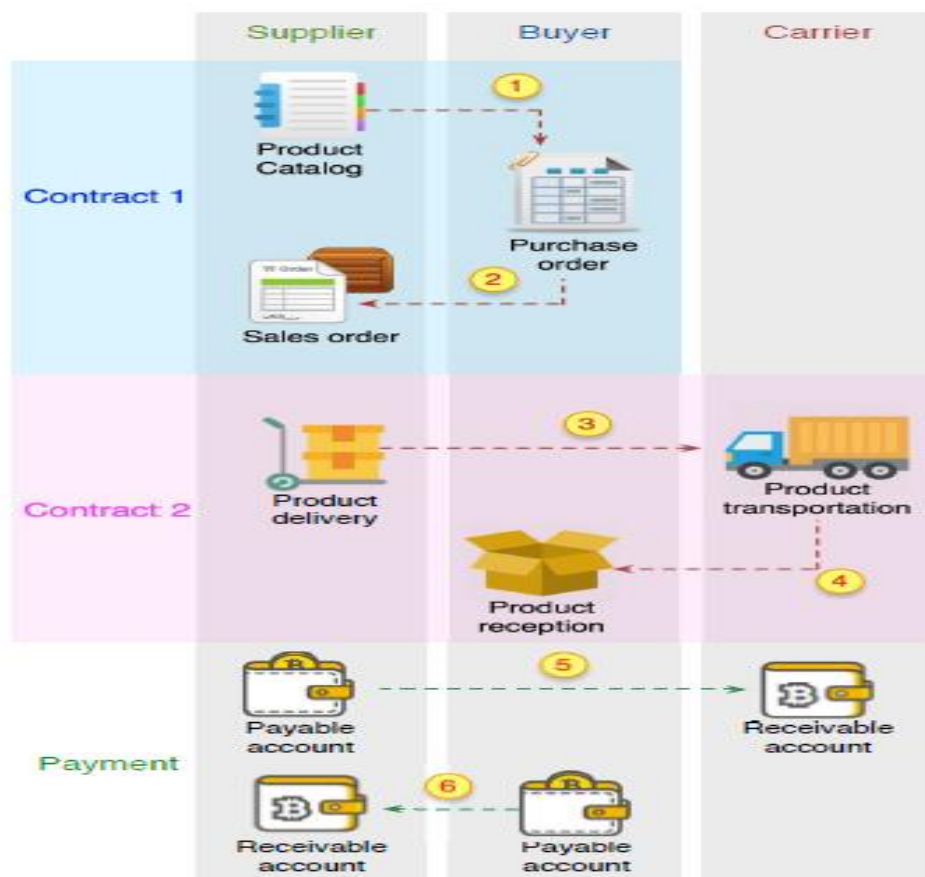 Supplier Buyer Carrier
1
Product
Catalog
Contract 1
Purchase
order
2
Order
Sales order
3
Product
delivery
Product
transportation
Contract 2
4
Product
reception
5
Payable
account
Receivable
account
Payment
6
Receivable
account
Payable
account